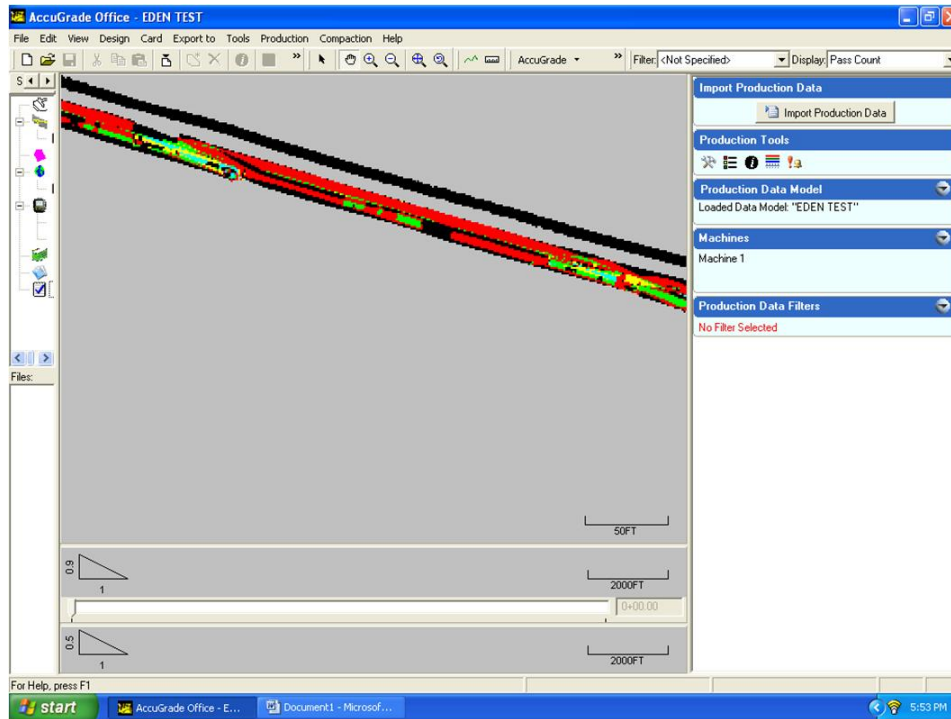 AccuGrade Office - EDEN TEST
File Edit View Design Card Export to Tools Production Compaction Help
AccuGrade » Filter: <Not Specified> Display: Pass Count
S
Import Production Data
Import Production Data
Production Tools
Production Data Model
Loaded Data Model: "EDEN TEST"
Machines
Machine 1
Production Data Filters
No Filter Selected
Files:
50FT
0.9
1
2000FT
0+00.00
0.5
1
2000FT
For Help, press F1
start AccuGrade Office - E... Document1 - Microsof... 5:53 PM